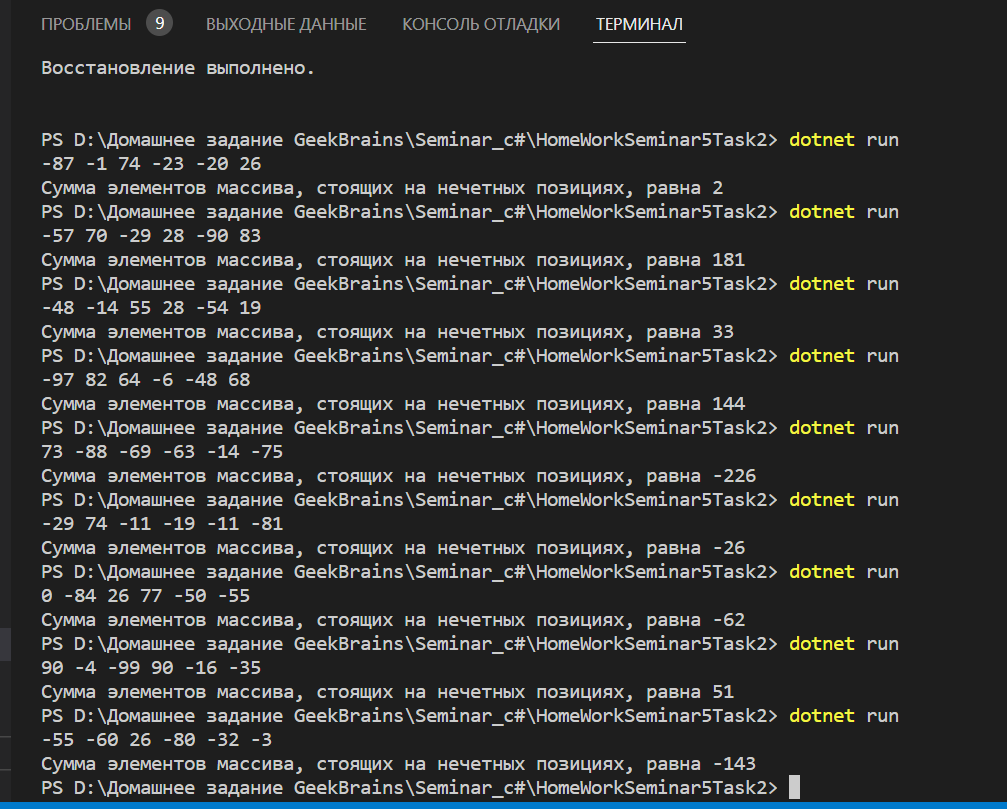 ПРОБЛЕМЫ 9 ВЫХОДНЫЕ ДАННЫЕ КОНСОЛЬ ОТЛАДКИ ТЕРМИНАЛ
Восстановление выполнено.
PS D:\Домашнее задание GeekBrains\Seminar_c#\HomeWorkSeminar5Task2> dotnet run
-87 -1 74 -23 -20 26
Сумма элементов массива, стоящих на нечетных позициях, равна 2
PS D:\Домашнее задание GeekBrains\Seminar_c#\HomeWorkSeminar5Task2> dotnet run
-57 70 -29 28 -90 83
Сумма элементов массива, стоящих на нечетных позициях, равна 181
PS D:\Домашнее задание GeekBrains\Seminar_c#\HomeWorkSeminar5Task2> dotnet run
-48 -14 55 28 -54 19
Сумма элементов массива, стоящих на нечетных позициях, равна 33
PS D:\Домашнее задание GeekBrains\Seminar_c#\HomeWorkSeminar5Task2> dotnet run
-97 82 64 -6 -48 68
Сумма элементов массива, стоящих на нечетных позициях, равна 144
PS D:\Домашнее задание GeekBrains\Seminar_c#\HomeWorkSeminar5Task2> dotnet run
73 -88 -69 -63 -14 -75
Сумма элементов массива, стоящих на нечетных позициях, равна -226
PS D:\Домашнее задание GeekBrains\Seminar_c#\HomeWorkSeminar5Task2> dotnet run
-29 74 -11 -19 -11 -81
Сумма элементов массива, стоящих на нечетных позициях, равна -26
PS D:\Домашнее задание GeekBrains\Seminar_c#\HomeWorkSeminar5Task2> dotnet run
0 -84 26 77 -50 -55
Сумма элементов массива, стоящих на нечетных позициях, равна -62
PS D:\Домашнее задание GeekBrains\Seminar_c#\HomeWorkSeminar5Task2> dotnet run
90 -4 -99 90 -16 -35
Сумма элементов массива, стоящих на нечетных позициях, равна 51
PS D:\Домашнее задание GeekBrains\Seminar_c#\HomeWorkSeminar5Task2> dotnet run
-55 -60 26 -80 -32 -3
Сумма элементов массива, стоящих на нечетных позициях, равна -143
PS D:\Домашнее задание GeekBrains\Seminar_c#\HomeWorkSeminar5Task2>